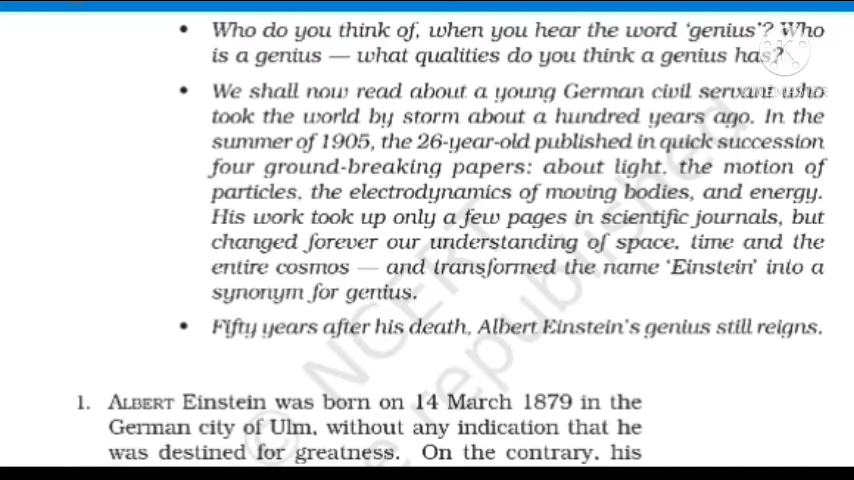 • Who do you think of, when you hear the word ‘genius’? Who
is a genius — what qualities do you think a genius has?
• We shall now read about a young German civil servant who
took the world by storm about a hundred years ago. In the
summer of 1905, the 26-year-old published in quick succession
four ground-breaking papers: about light, the motion of
particles, the electrodynamics of moving bodies, and energy.
His work took up only a few pages in scientific journals, but
changed forever our understanding of space, time and the
entire cosmos — and transformed the name ‘Einstein’ into a
synonym for genius.
• Fifty years after his death, Albert Einstein’s genius still reigns.
1. ALBERT Einstein was born on 14 March 1879 in the
German city of Ulm, without any indication that he
was destined for greatness. On the contrary, his
KINEMASTER
© NCERT
be republished